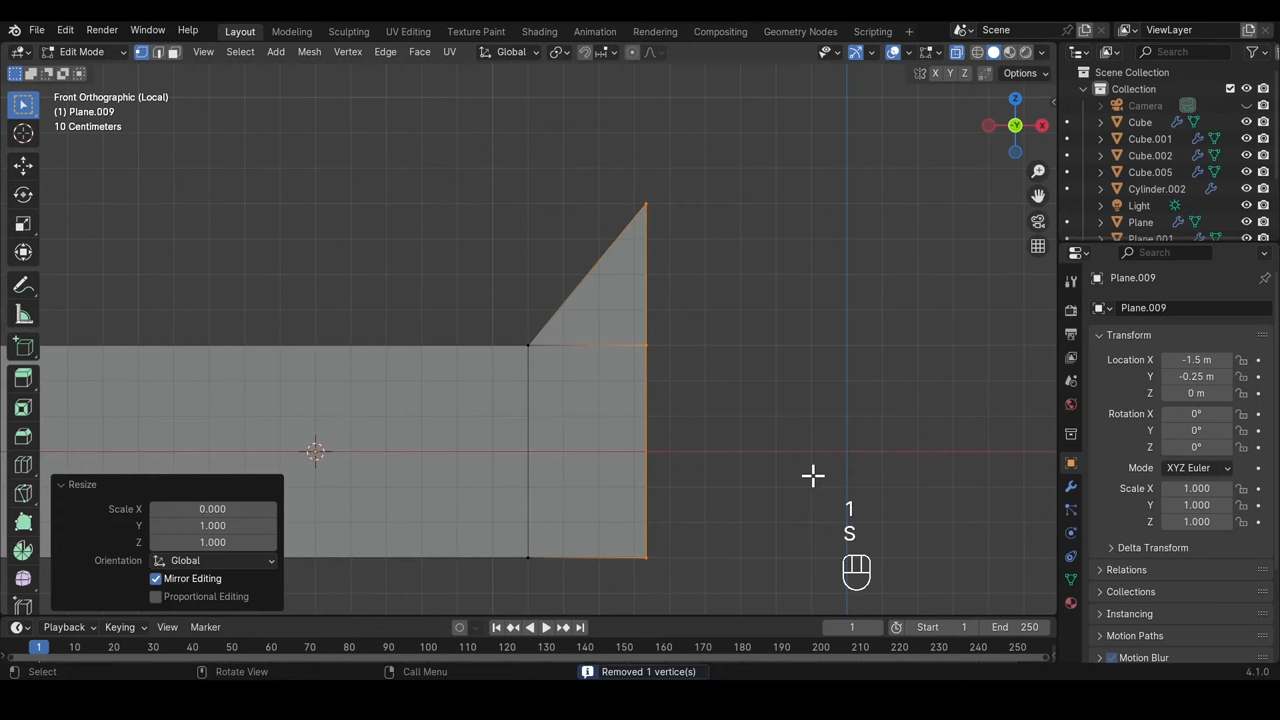 File Edit Render Window Help Layout Modeling Sculpting UV Editing Texture Paint Shading Animation Rendering Compositing Geometry Nodes Scripting + Scene ViewLayer
Edit Mode View Select Add Mesh Vertex Edge Face UV Global Search
X Y Z Options
Scene Collection
Collection
Camera
Cube
Cube.001
Cube.002
Cube.005
Cylinder.002
Light
Plane
Plane.001
Front Orthographic (Local)
(1) Plane.009
10 Centimeters
Z
-Y
X
1
S
Resize
Scale X 0.000
Y 1.000
Z 1.000
Orientation Global
Mirror Editing
Proportional Editing
Search
Plane.009
Plane.009
Transform
Location X -1.5 m
Y -0.25 m
Z 0 m
Rotation X 0°
Y 0°
Z 0°
Mode XYZ Euler
Scale X 1.000
Y 1.000
Z 1.000
Delta Transform
Relations
Collections
Instancing
Motion Paths
Motion Blur
Playback Keying View Marker 1 Start 1 End 250
1 10 20 30 40 50 60 70 80 90 100 110 120 130 140 150 160 170 180 190 200 210 220 230 240 250
Select Rotate View Call Menu Removed 1 vertice(s) 4.1.0